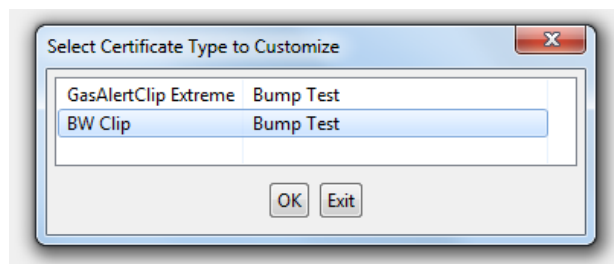 Select Certificate Type to Customize
GasAlertClip Extreme Bump Test
BW Clip Bump Test
OK Exit